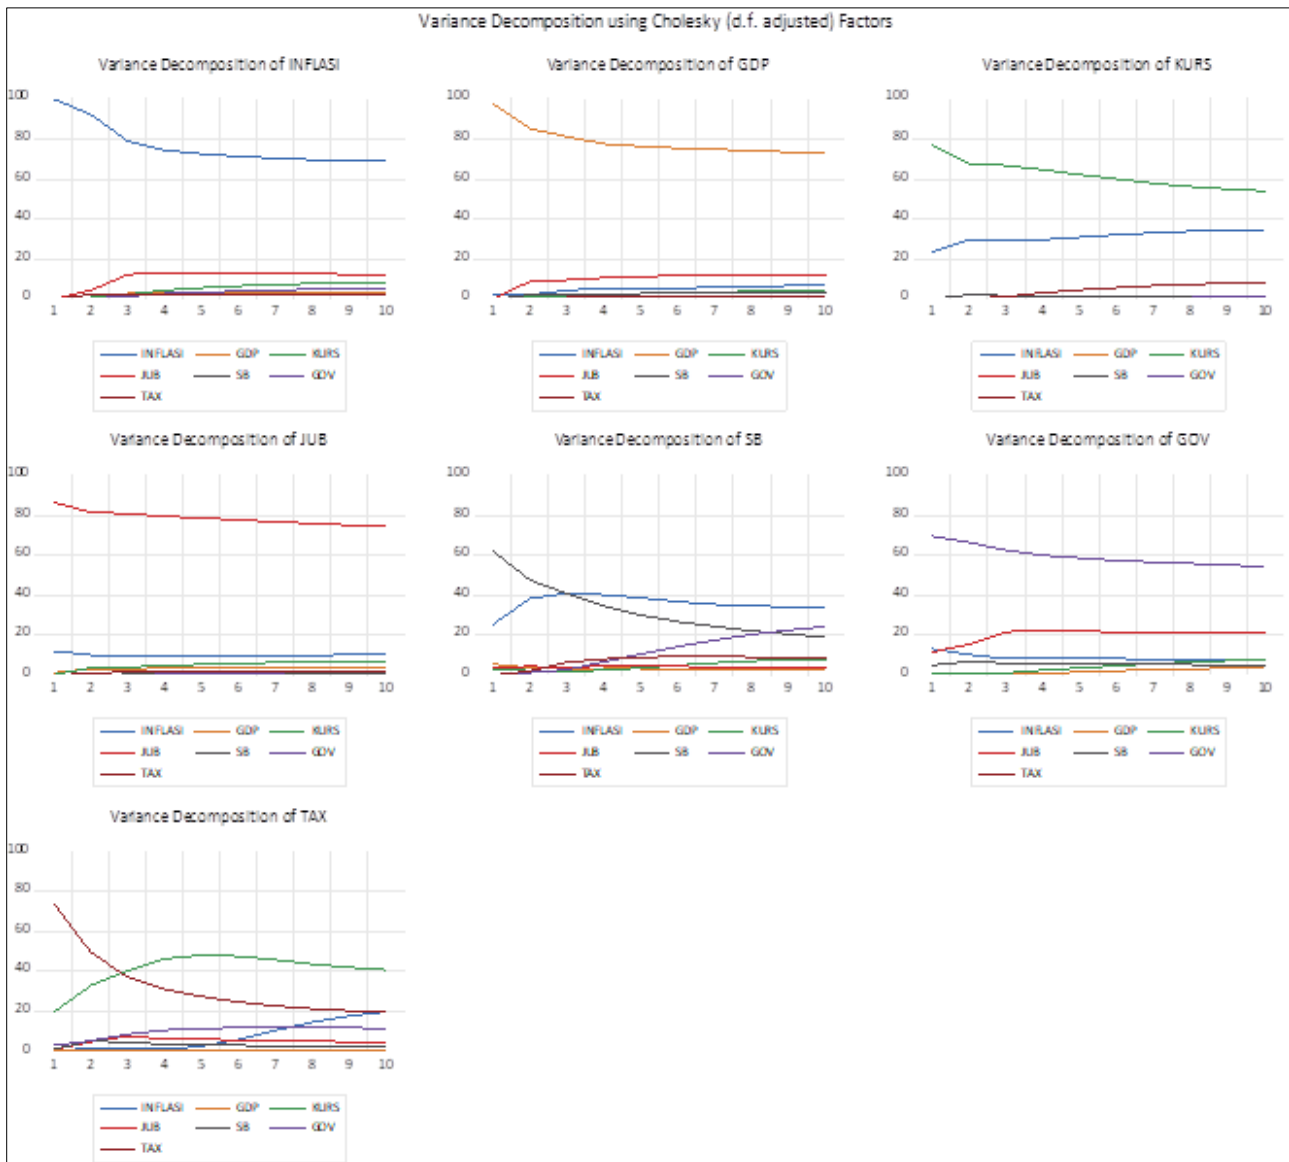 Variance Decomposition using Cholesky (d.f. adjusted) Factors
Variance Decomposition of INFLASI
100
80
60
40
20
0
1 2 3 4 5 6 7 8 9 10
INFLASI GDP KURS
JUB SB GOV
TAX
Variance Decomposition of GDP
100
80
60
40
20
0
1 2 3 4 5 6 7 8 9 10
INFLASI GDP KURS
JUB SB GOV
TAX
Variance Decomposition of KURS
100
80
60
40
20
0
1 2 3 4 5 6 7 8 9 10
INFLASI GDP KURS
JUB SB GOV
TAX
Variance Decomposition of JUB
100
80
60
40
20
0
1 2 3 4 5 6 7 8 9 10
INFLASI GDP KURS
JUB SB GOV
TAX
Variance Decomposition of SB
100
80
60
40
20
0
1 2 3 4 5 6 7 8 9 10
INFLASI GDP KURS
JUB SB GOV
TAX
Variance Decomposition of GOV
100
80
60
40
20
0
1 2 3 4 5 6 7 8 9 10
INFLASI GDP KURS
JUB SB GOV
TAX
Variance Decomposition of TAX
100
80
60
40
20
0
1 2 3 4 5 6 7 8 9 10
INFLASI GDP KURS
JUB SB GOV
TAX